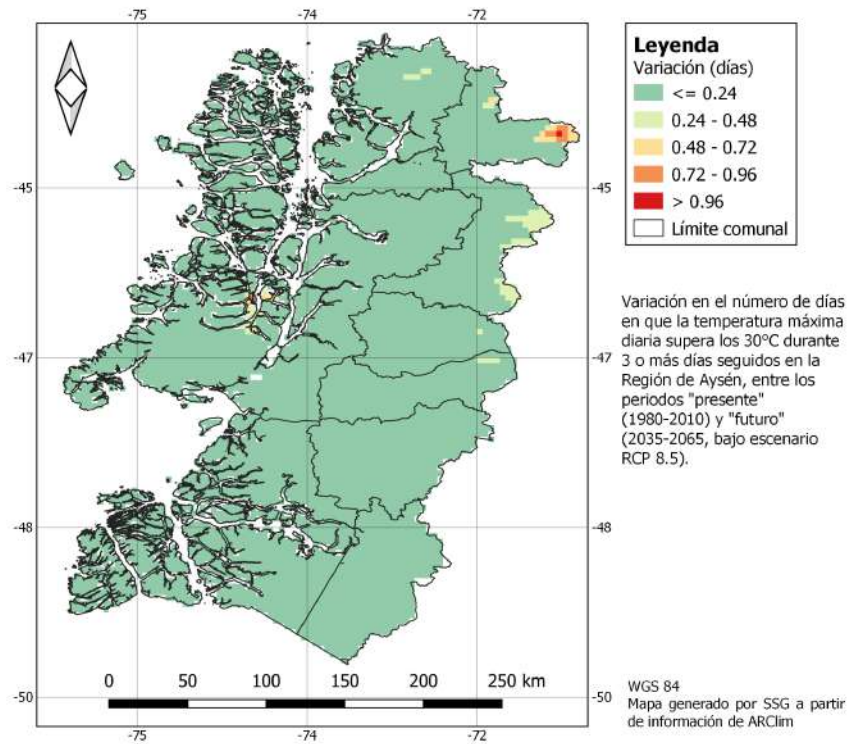 -75
-74
-72
-45
-47
-48
-50
-45
-47
-48
-50
0
50
100
150
200
250 km
-75
-74
-72
Leyenda
Variación (días)
<= 0.24
0.24 - 0.48
0.48 - 0.72
0.72 - 0.96
> 0.96
Límite comunal
Variación en el número de días
en que la temperatura máxima
diaria supera los 30ºC durante
3 o más días seguidos en la
Región de Aysén, entre los
periodos "presente"
(1980-2010) y "futuro"
(2035-2065, bajo escenario
RCP 8.5).
WGS 84
Mapa generado por SSG a partir
de información de ARClim